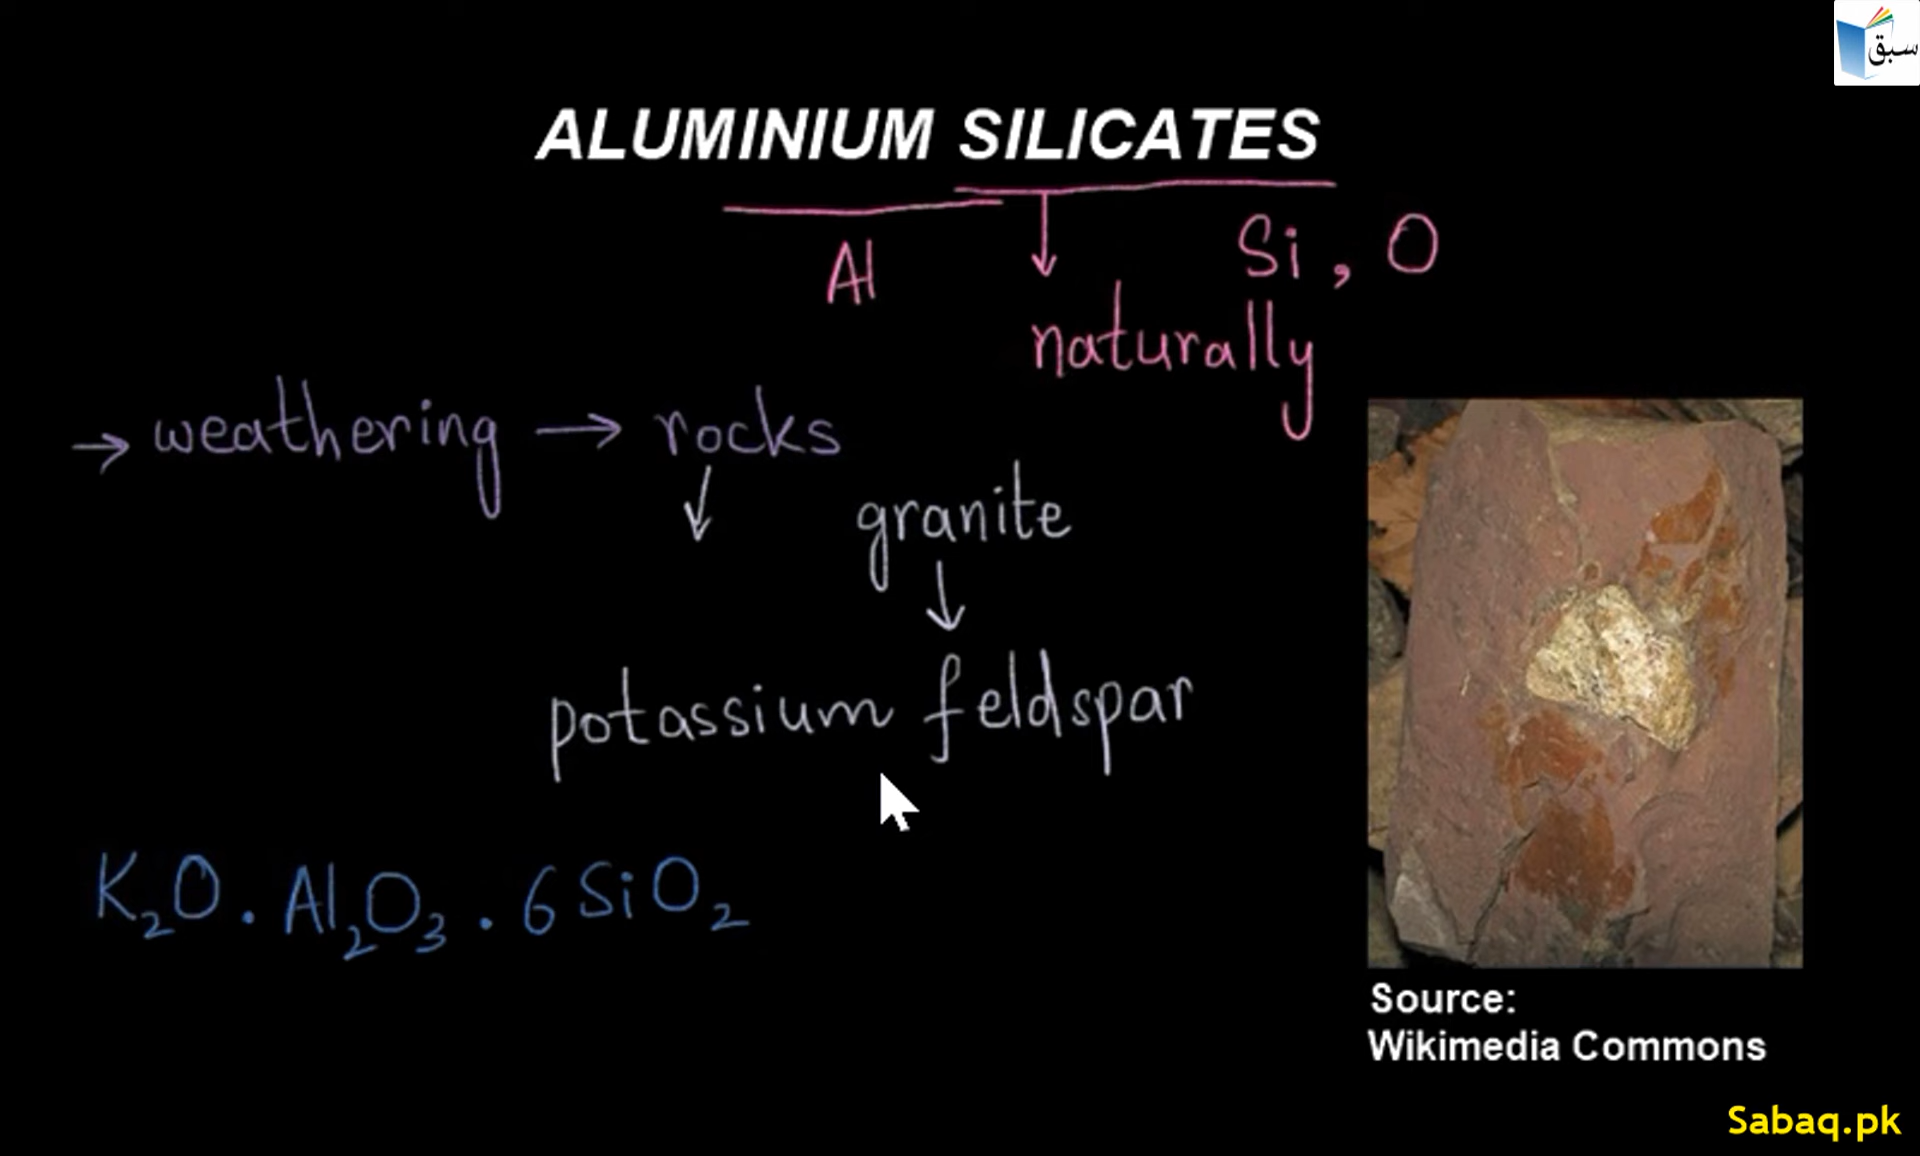 سبق
ALUMINIUM SILICATES
Al
Si, O
naturally
→ weathering → rocks
granite
potassium feldspar
K₂O . Al₂O₃ . 6SiO₂
Source:
Wikimedia Commons
Sabaq.pk